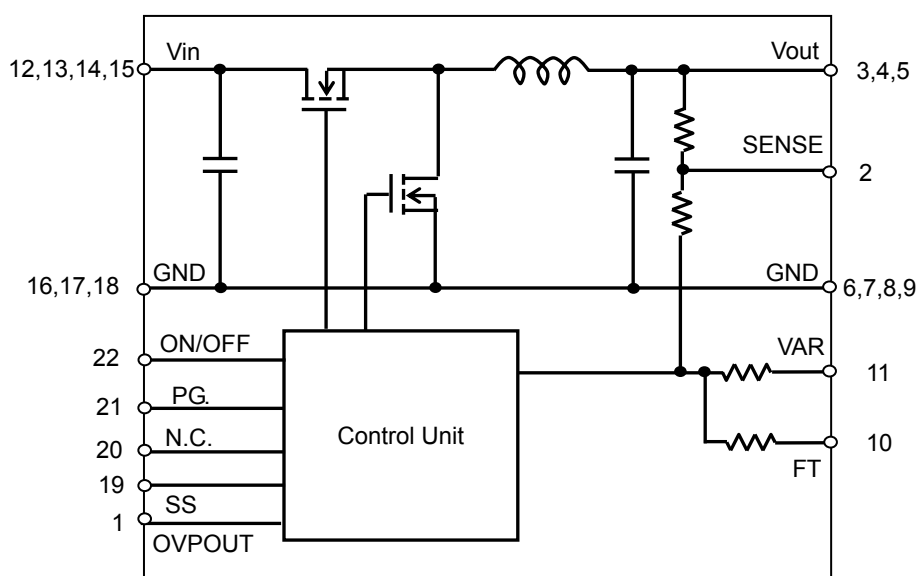 Vin
Vout
12,13,14,15
3,4,5
SENSE
2
GND
GND
16,17,18
6,7,8,9
ON/OFF
VAR
22
11
PG.
21
Control Unit
N.C.
20
10
19
FT
SS
1
OVPOUT